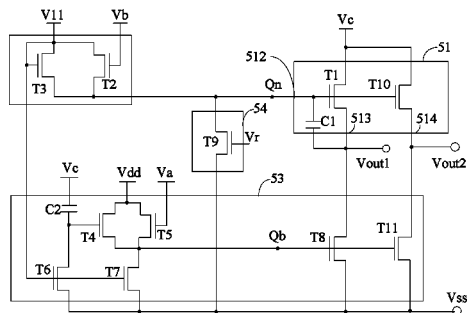 V11
Vb
Vc
51
512
T3
T2
Qn
T1
T10
54
C1
T9
Vr
513
514
Vout1
Vout2
Vc
Vdd
Va
53
C2
T4
T5
Qb
T8
T11
T6
T7
Vss